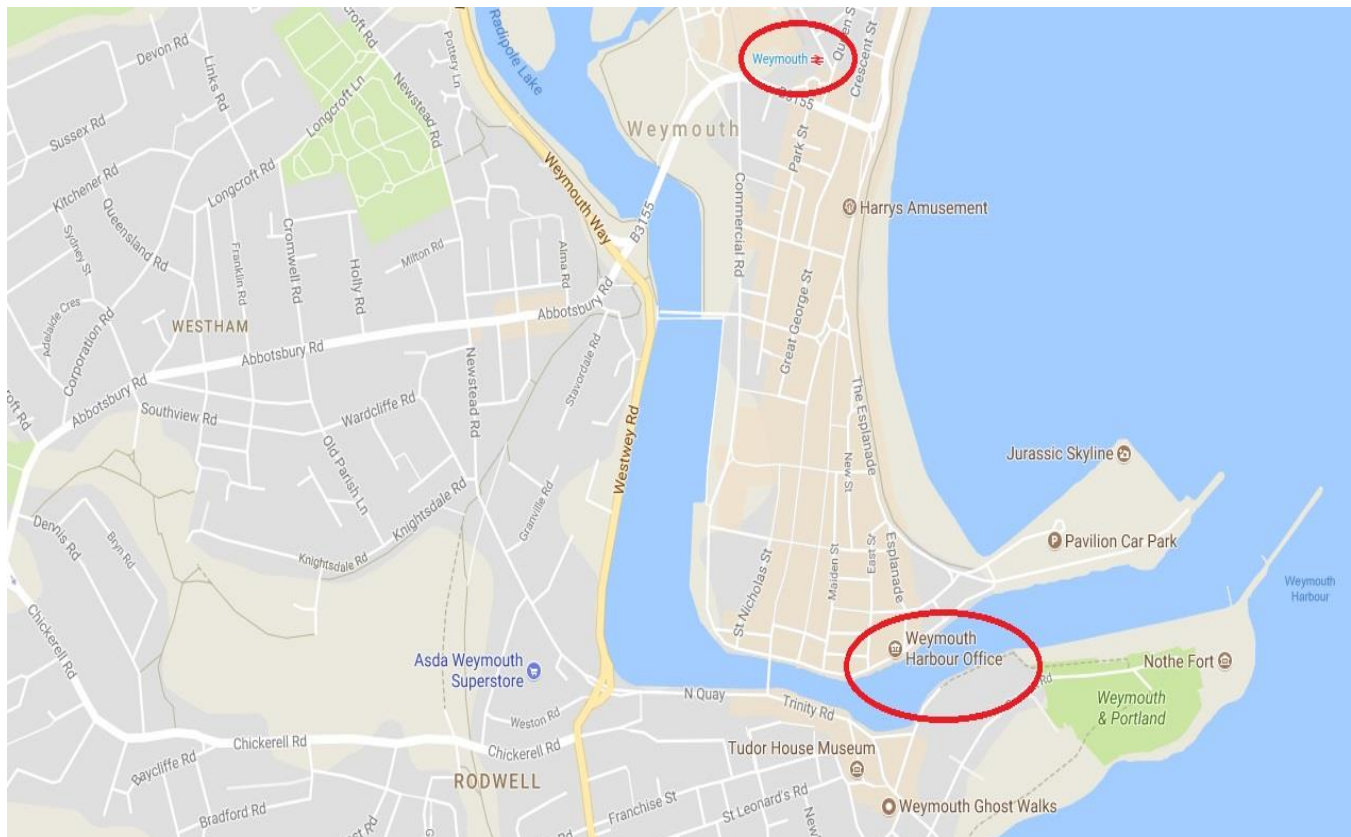 Devon Rd
Links Rd
croft Rd
Pottery Ln
Radipole Lake
Weymouth
Queen S
Crescent St
B3155
Sussex Rd
Longcroft Ln
Newstead Rd
Weymouth
Park St
Kitchener Rd
Longcroft Rd
Weymouth Way
Commercial Rd
Harrys Amusement
Queensland Rd
Sydney St
Franklin Rd
Cromwell Rd
Holly Rd
Milton Rd
Alma Rd
B3155
Great George St
Adelaide Cres
Corporation Rd
WESTHAM
Abbotsbury Rd
Abbotsbury Rd
Stavordale Rd
The Esplanade
roft Rd
Abbotsbury Rd
Southview Rd
Wardcliffe Rd
Newstead Rd
Westwey Rd
Old Parish Ln
Knightsdale Rd
Granville Rd
New St
Jurassic Skyline
Dennis Rd
Bryn Rd
Knightsdale Rd
Pavilion Car Park
St Nicholas St
Maiden St
East St
Esplanade
Weymouth
Harbour
Chickerell Rd
Asda Weymouth
Superstore
Weymouth
Harbour Office
Nothe Fort
Rd
N Quay
Trinity Rd
Weymouth
& Portland
Weston Rd
Chickerell Rd
Chickerell Rd
Tudor House Museum
Baycliffe Rd
RODWELL
Bradford Rd
Franchise St
St Leonard's Rd
New
Weymouth Ghost Walks